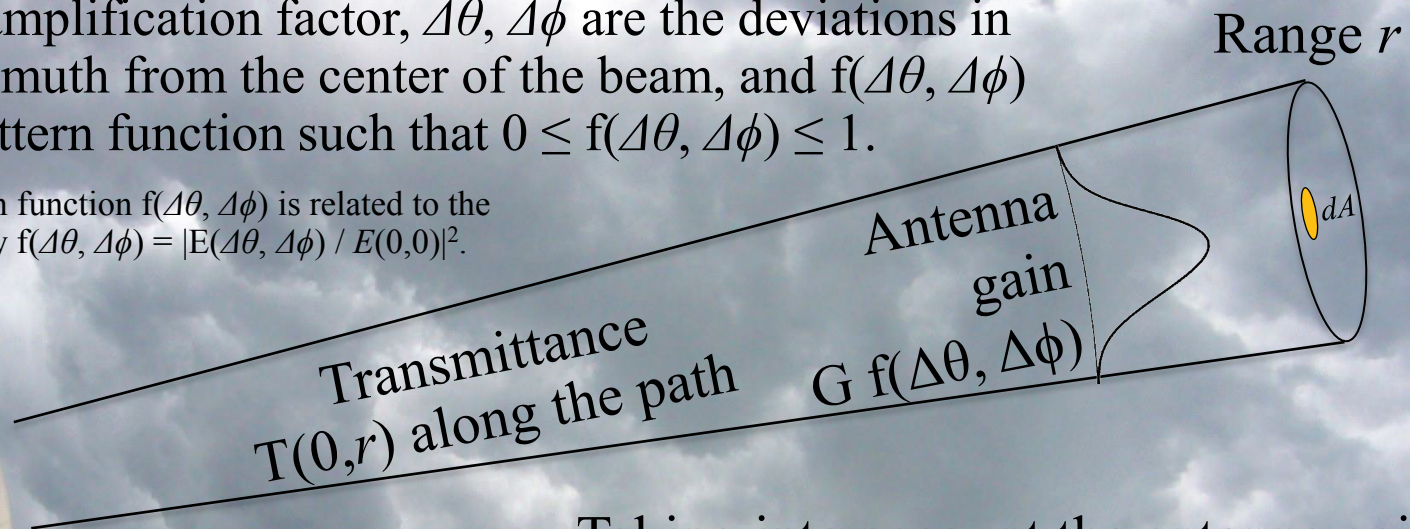 amplification factor, Δθ, Δϕ are the deviations in
Range r
muth from the center of the beam, and f(Δθ, Δϕ)
ttern function such that 0 ≤ f(Δθ, Δϕ) ≤ 1.
function f(Δθ, Δϕ) is related to the
f(Δθ, Δϕ) = |E(Δθ, Δϕ) / E(0,0)|².
dA
Antenna
gain
G f(Δθ, Δϕ)
Transmittance
T(0,r) along the path